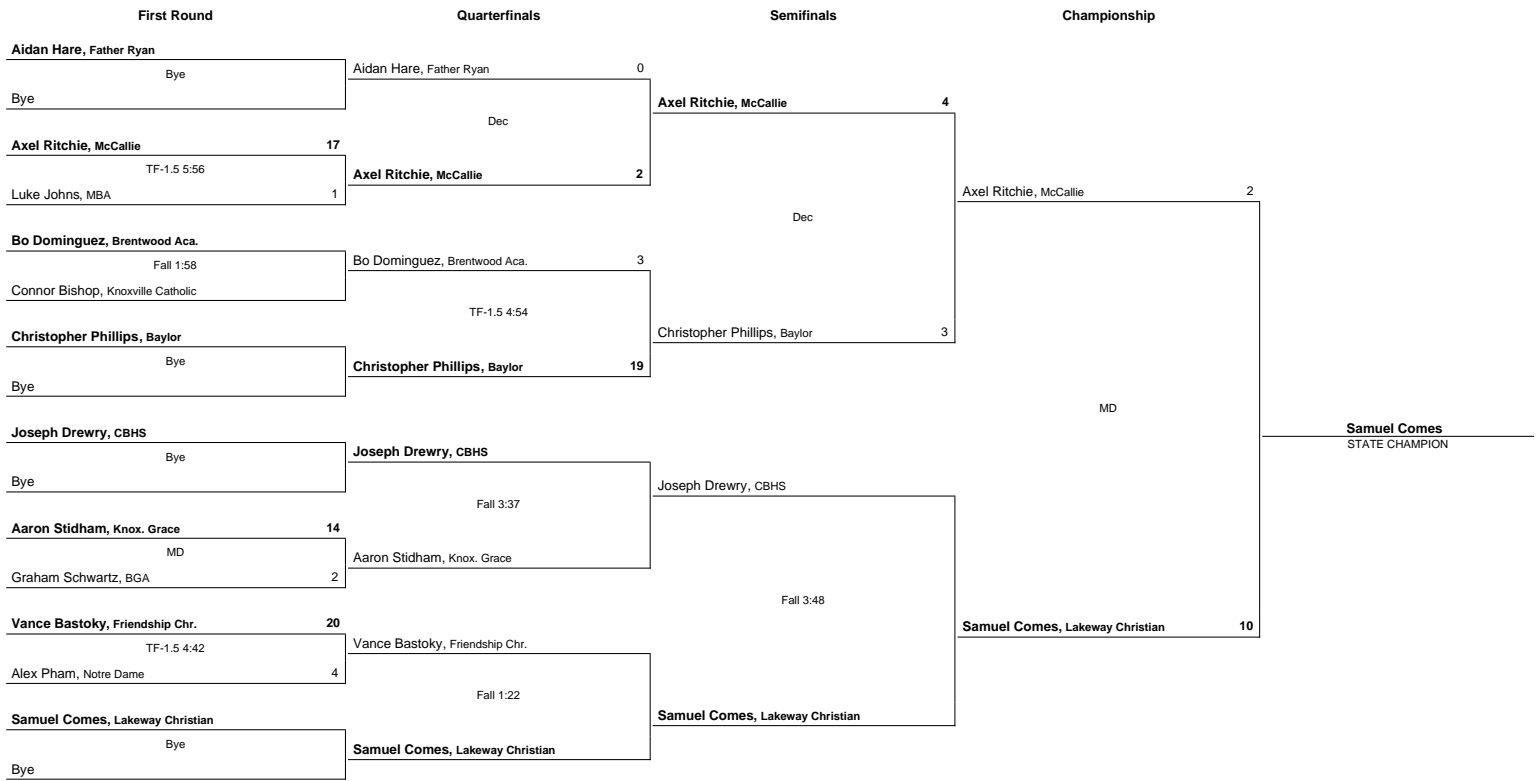 First Round Quarterfinals Semifinals Championship
Aidan Hare, Father Ryan
Bye
Bye
Axel Ritchie, McCallie 17
TF-1.5 5:56
Luke Johns, MBA 1
Bo Dominguez, Brentwood Aca.
Fall 1:58
Connor Bishop, Knoxville Catholic
Christopher Phillips, Baylor
Bye
Bye
Joseph Drewry, CBHS
Bye
Bye
Aaron Stidham, Knox. Grace 14
MD
Graham Schwartz, BGA 2
Vance Bastoky, Friendship Chr. 20
TF-1.5 4:42
Alex Pham, Notre Dame 4
Samuel Comes, Lakeway Christian
Bye
Bye
Aidan Hare, Father Ryan 0
Dec
Axel Ritchie, McCallie 2
Bo Dominguez, Brentwood Aca. 3
TF-1.5 4:54
Christopher Phillips, Baylor 19
Joseph Drewry, CBHS
Fall 3:37
Aaron Stidham, Knox. Grace
Vance Bastoky, Friendship Chr.
Fall 1:22
Samuel Comes, Lakeway Christian
Axel Ritchie, McCallie 4
Dec
Christopher Phillips, Baylor 3
Joseph Drewry, CBHS
Fall 3:48
Samuel Comes, Lakeway Christian
Axel Ritchie, McCallie 2
MD
Samuel Comes, Lakeway Christian 10
Samuel Comes
STATE CHAMPION